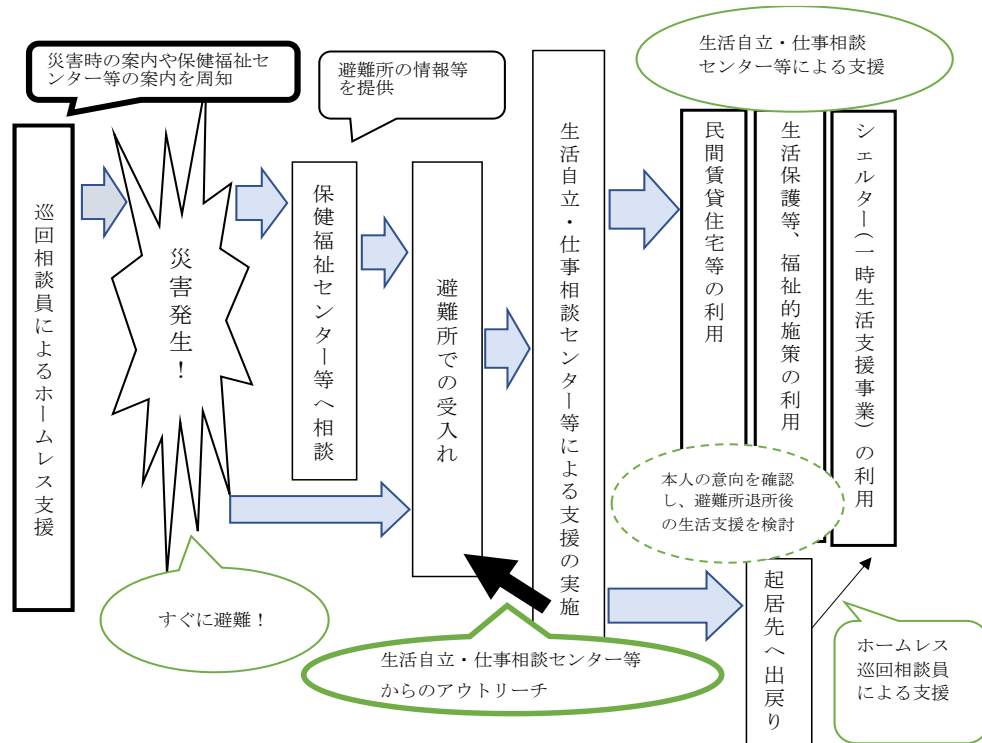 災害時の案内や保健福祉セ
ンター等の案内を周知
避難所の情報等
を提供
生活自立・仕事相談
センター等による支援
巡回相談員によるホームレス支援
災害発生!
保健福祉センター等へ相談
避難所での受入れ
生活自立・仕事相談センター等による支援の実施
民間賃貸住宅等の利用
生活保護等、福祉的施策の利用
シェルター(一時生活支援事業)の利用
本人の意向を確認
し、避難所退所後
の生活支援を検討
すぐに避難!
生活自立・仕事相談センター等
からのアウトリーチ
起居先へ出戻り
ホームレス
巡回相談員
による支援